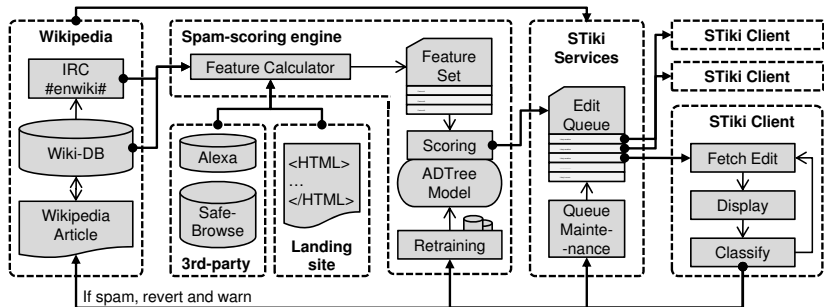 Wikipedia
IRC
#enwiki#
Wiki-DB
Wikipedia
Article
Spam-scoring engine
Feature Calculator
Feature
Set
Scoring
ADTree
Model
Retraining
Alexa
Safe-
Browse
3rd-party
<HTML>
...
</HTML>
Landing
site
STiki
Services
Edit
Queue
Queue
Mainte-
-nance
STiki Client
STiki Client
STiki Client
Fetch Edit
Display
Classify
If spam, revert and warn